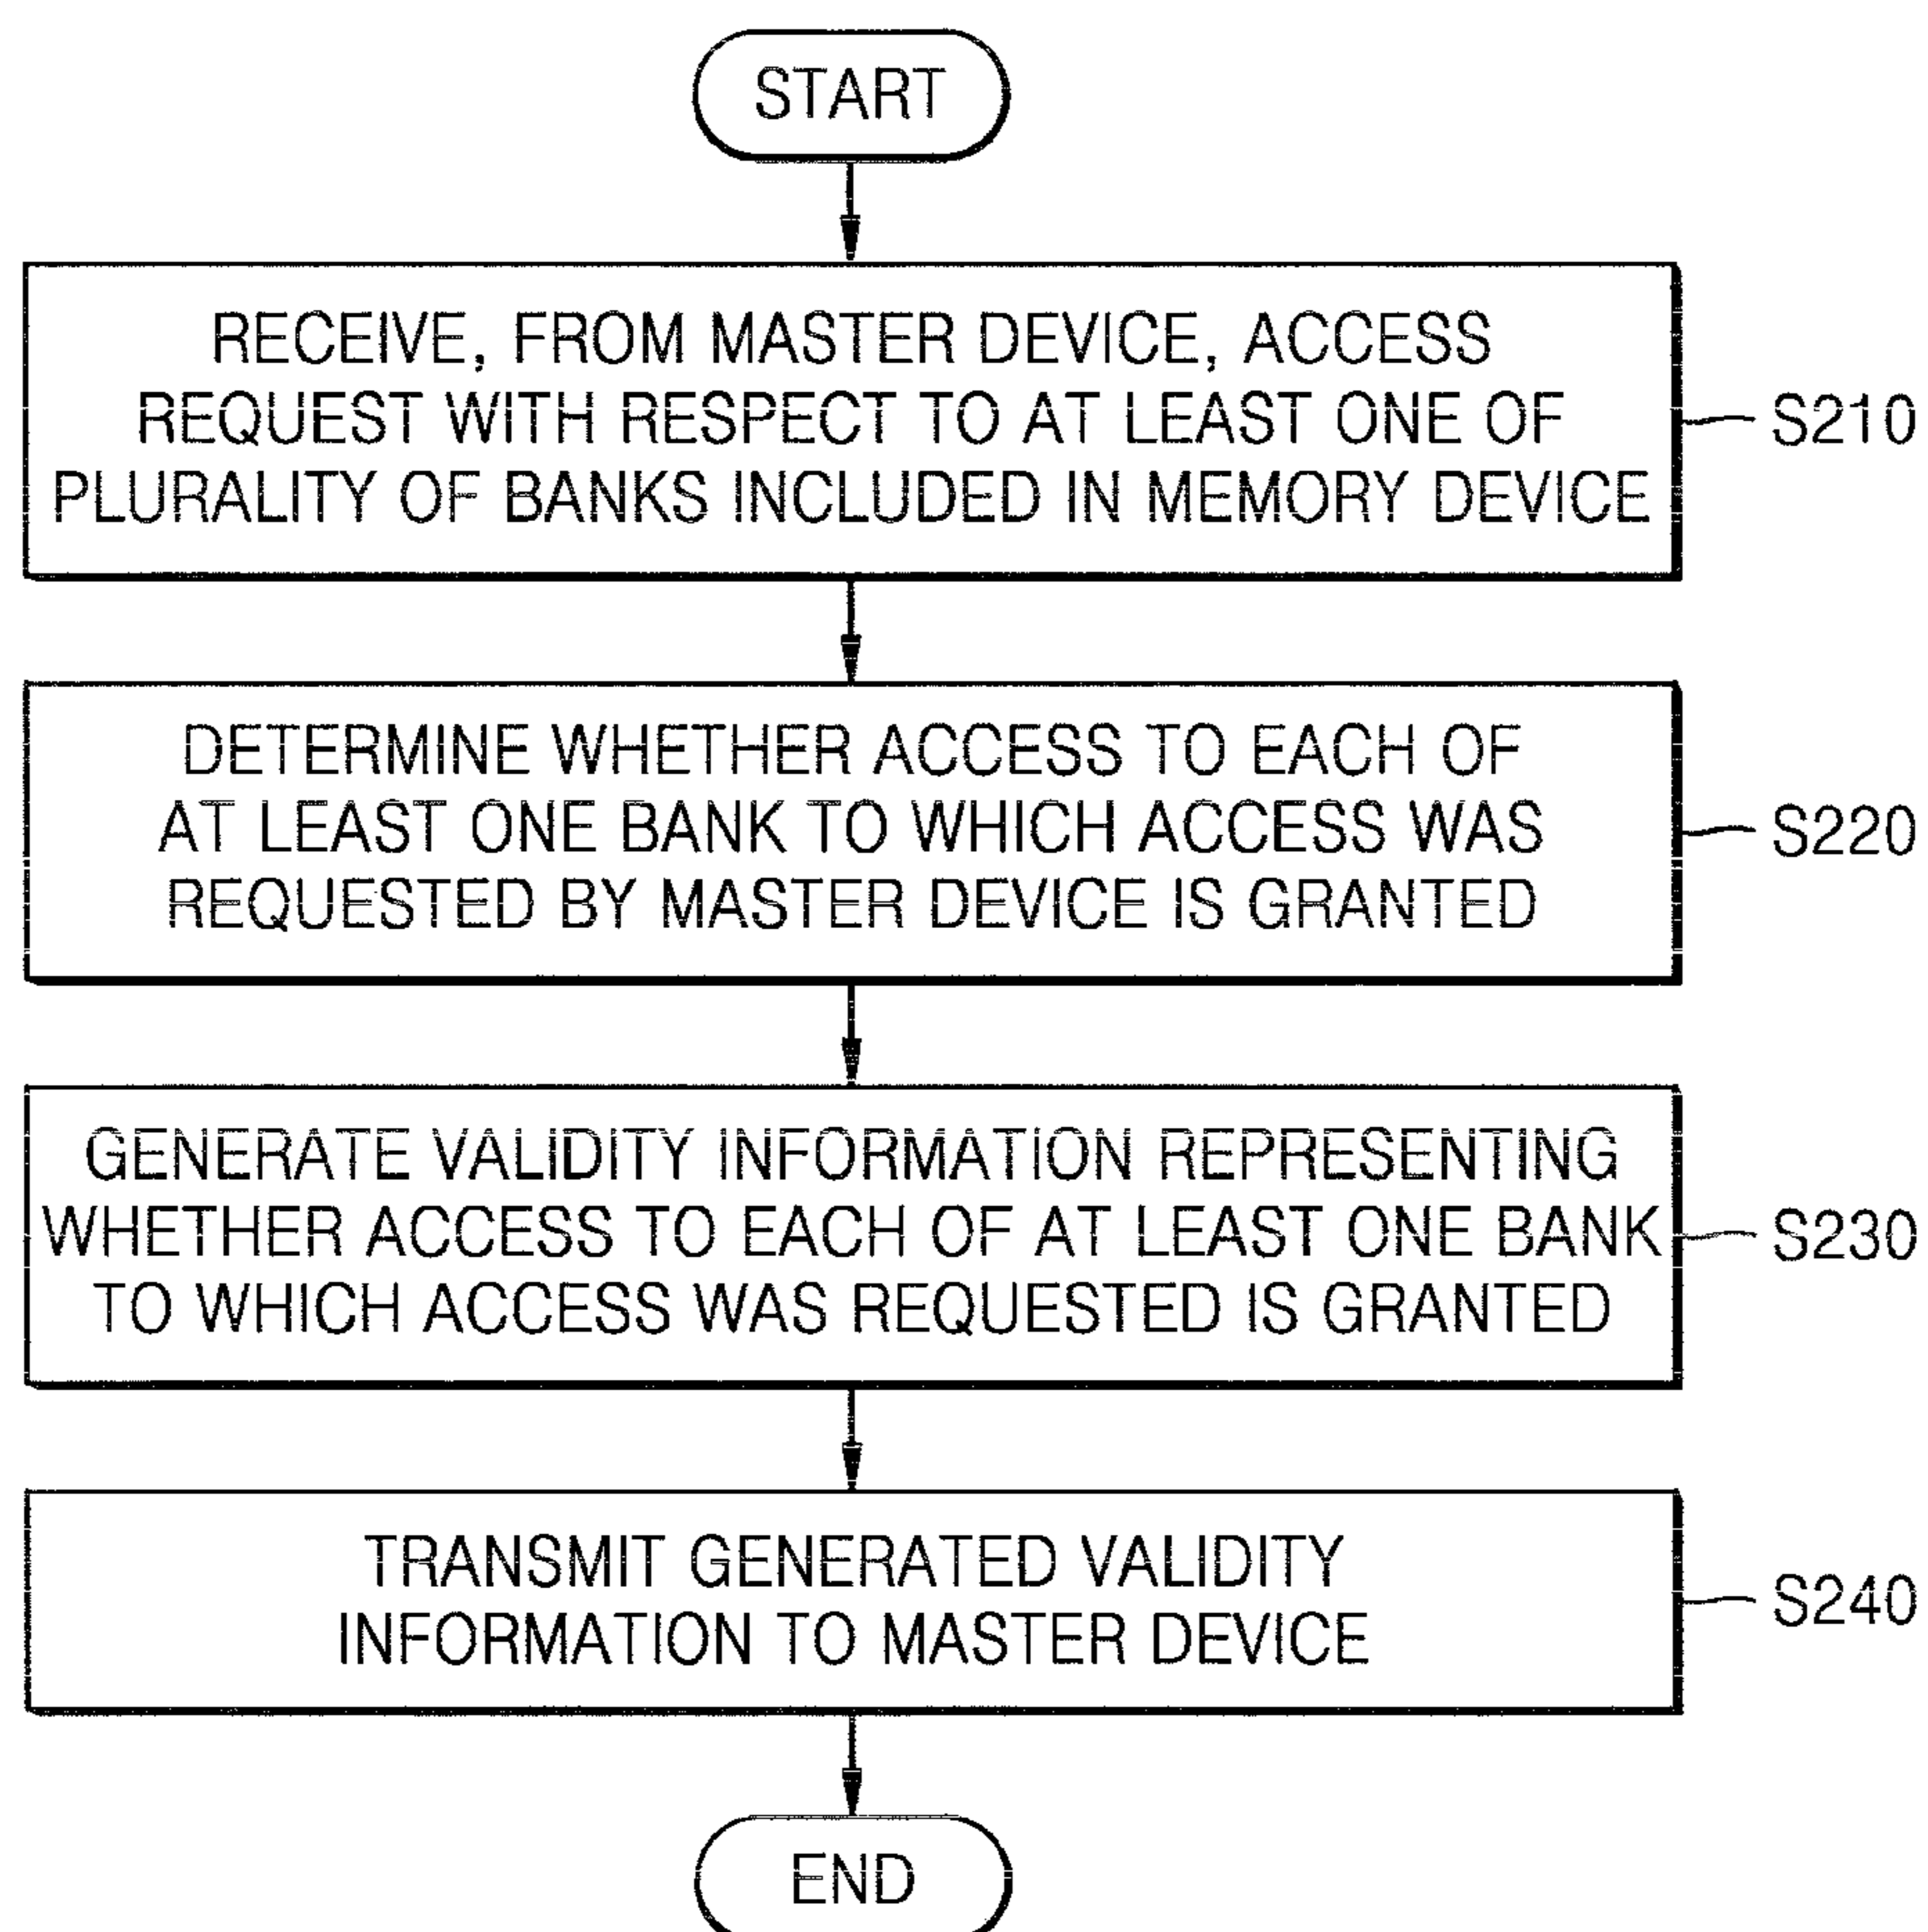 START
RECEIVE, FROM MASTER DEVICE, ACCESS
REQUEST WITH RESPECT TO AT LEAST ONE OF
PLURALITY OF BANKS INCLUDED IN MEMORY DEVICE
S210
DETERMINE WHETHER ACCESS TO EACH OF
AT LEAST ONE BANK TO WHICH ACCESS WAS
REQUESTED BY MASTER DEVICE IS GRANTED
S220
GENERATE VALIDITY INFORMATION REPRESENTING
WHETHER ACCESS TO EACH OF AT LEAST ONE BANK
TO WHICH ACCESS WAS REQUESTED IS GRANTED
S230
TRANSMIT GENERATED VALIDITY
INFORMATION TO MASTER DEVICE
S240
END